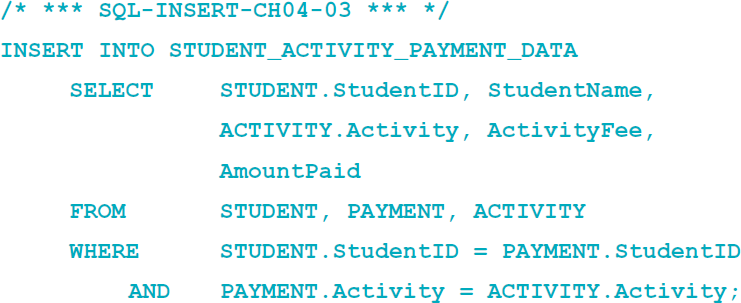 /* *** SQL-INSERT-CH04-03 *** */
INSERT INTO STUDENT_ACTIVITY_PAYMENT_DATA
SELECT STUDENT.StudentID, StudentName,
ACTIVITY.Activity, ActivityFee,
AmountPaid
FROM STUDENT, PAYMENT, ACTIVITY
WHERE STUDENT.StudentID = PAYMENT.StudentID
AND PAYMENT.Activity = ACTIVITY.Activity;